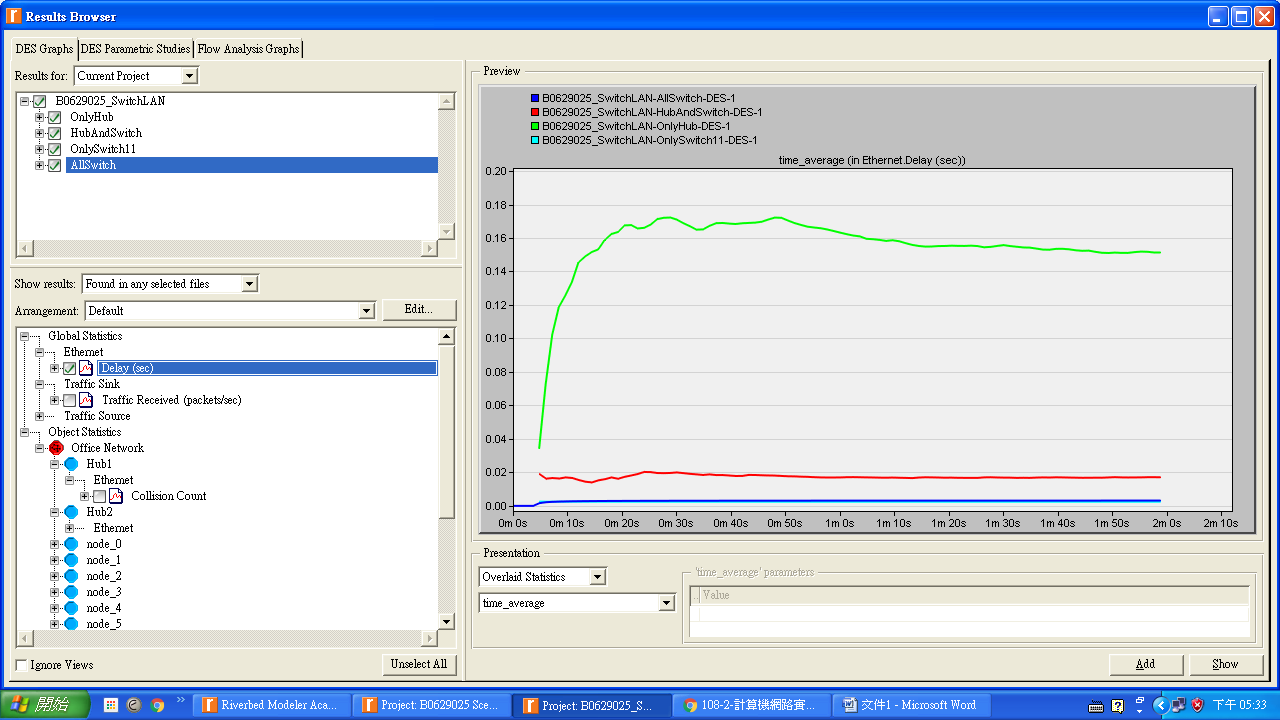 Results Browser
DES Graphs DES Parametric Studies Flow Analysis Graphs
Results for: Current Project
B0629025_SwitchLAN
OnlyHub
HubAndSwitch
OnlySwitch11
AllSwitch
Show results: Found in any selected files
Arrangement: Default Edit...
Global Statistics
Ethernet
Delay (sec)
Traffic Sink
Traffic Received (packets/sec)
Traffic Source
Object Statistics
Office Network
Hub1
Ethernet
Collision Count
Hub2
Ethernet
node_0
node_1
node_2
node_3
node_4
node_5
Ignore Views Unselect All
Preview
B0629025_SwitchLAN-AllSwitch-DES-1
B0629025_SwitchLAN-HubAndSwitch-DES-1
B0629025_SwitchLAN-OnlyHub-DES-1
B0629025_SwitchLAN-OnlySwitch11-DES-1
time_average (in Ethernet.Delay (sec))
0.20
0.18
0.16
0.14
0.12
0.10
0.08
0.06
0.04
0.02
0.00
0m 0s 0m 10s 0m 20s 0m 30s 0m 40s 0m 50s 1m 0s 1m 10s 1m 20s 1m 30s 1m 40s 1m 50s 2m 0s 2m 10s
Presentation
Overlaid Statistics
time_average
'time_average' parameters
Value
Add Show
開始 Riverbed Modeler Aca... Project: B0629025 Sce... Project: B0629025_S... 108-2-計算機網路實... 文件1 - Microsoft Word 下午 05:33